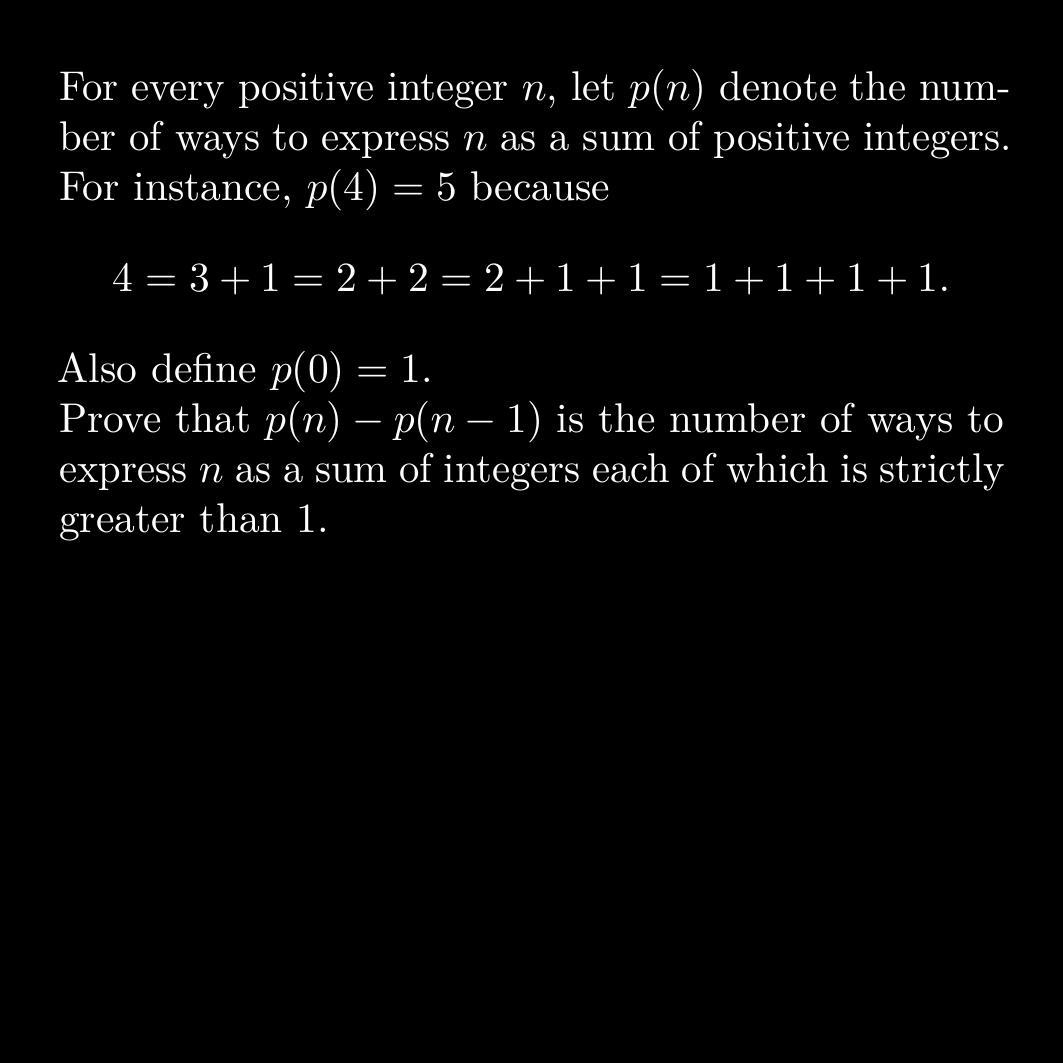 For every positive integer n, let p(n) denote the num-
ber of ways to express n as a sum of positive integers.
For instance, p(4) = 5 because
4 = 3 + 1 = 2 + 2 = 2 + 1 + 1 = 1 + 1 + 1 + 1.
Also define p(0) = 1.
Prove that p(n) − p(n − 1) is the number of ways to
express n as a sum of integers each of which is strictly
greater than 1.